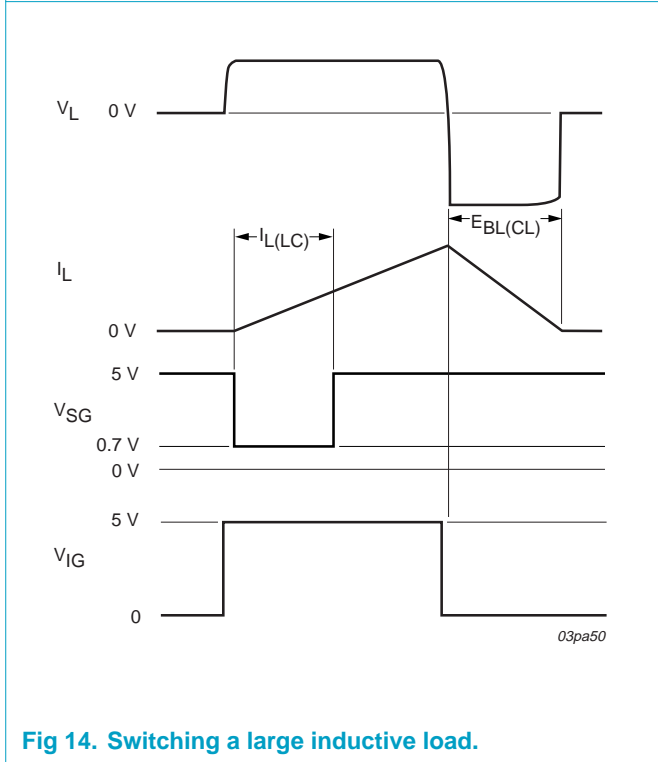 V_L 0 V
E_BL(CL)
I_L(LC)
I_L
0 V
5 V
V_SG
0.7 V
0 V
5 V
V_IG
0
03pa50
Fig 14. Switching a large inductive load.